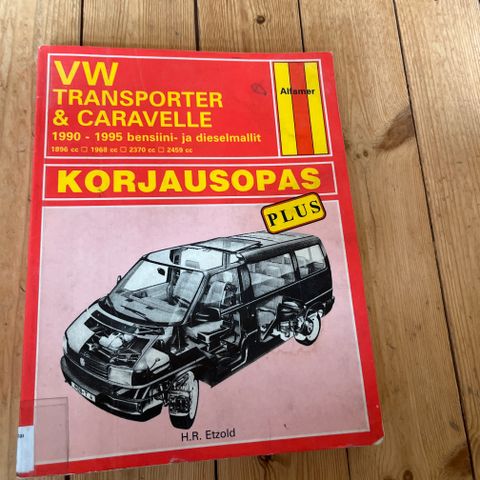 VW
TRANSPORTER
& CARAVELLE
1990 - 1995 bensiini- ja dieselmallit
1896 cc □ 1968 cc □ 2370 cc □ 2459 cc
Alfamer
KORJAUSOPAS
PLUS
H.R. Etzold